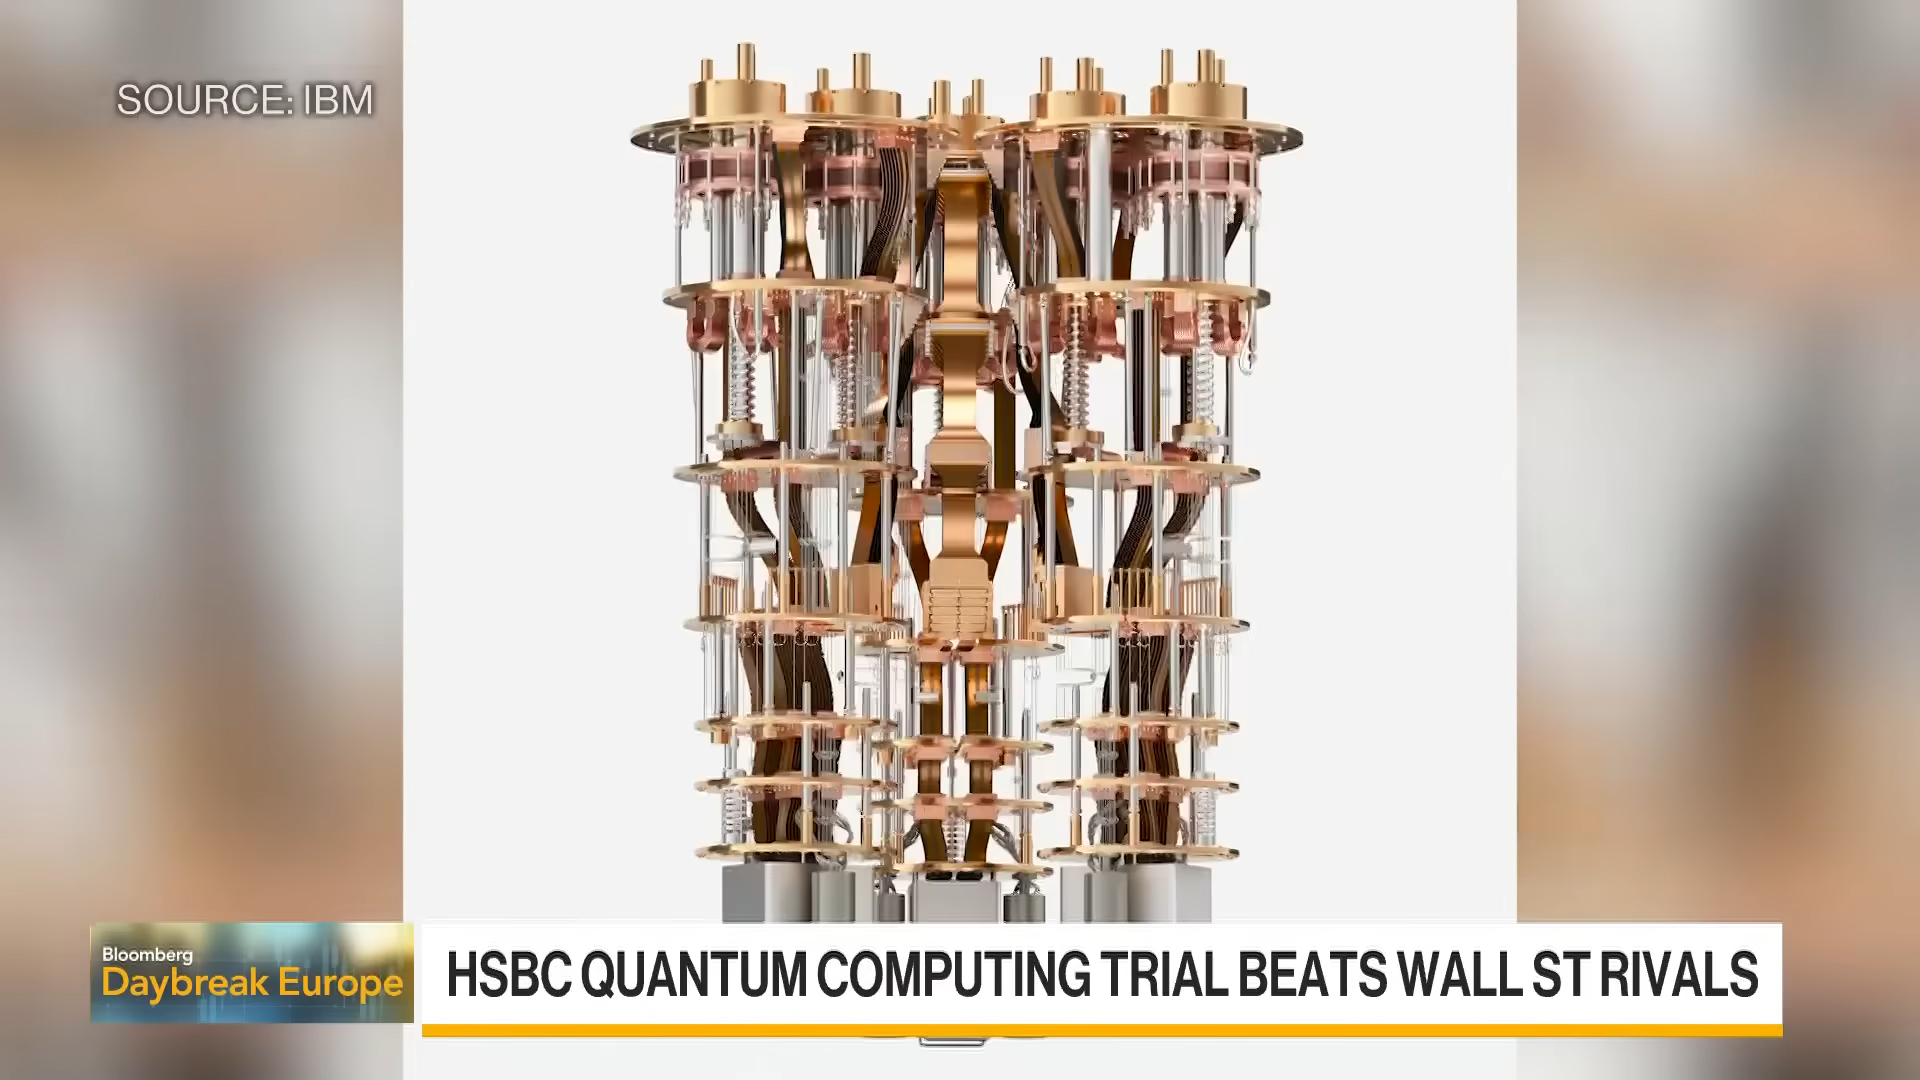 SOURCE: IBM
Bloomberg
Daybreak Europe
HSBC QUANTUM COMPUTING TRIAL BEATS WALL ST RIVALS